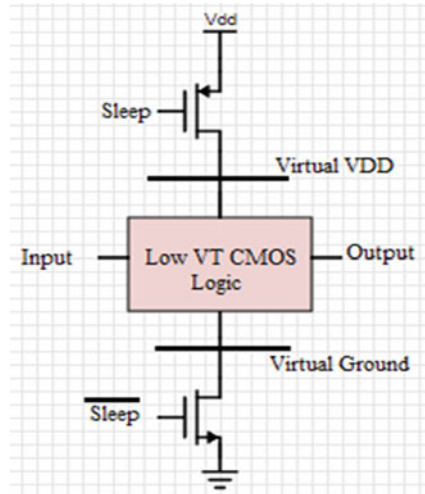 Vdd
Sleep
Virtual VDD
Input
Low VT CMOS
Logic
Output
Virtual Ground
Sleep